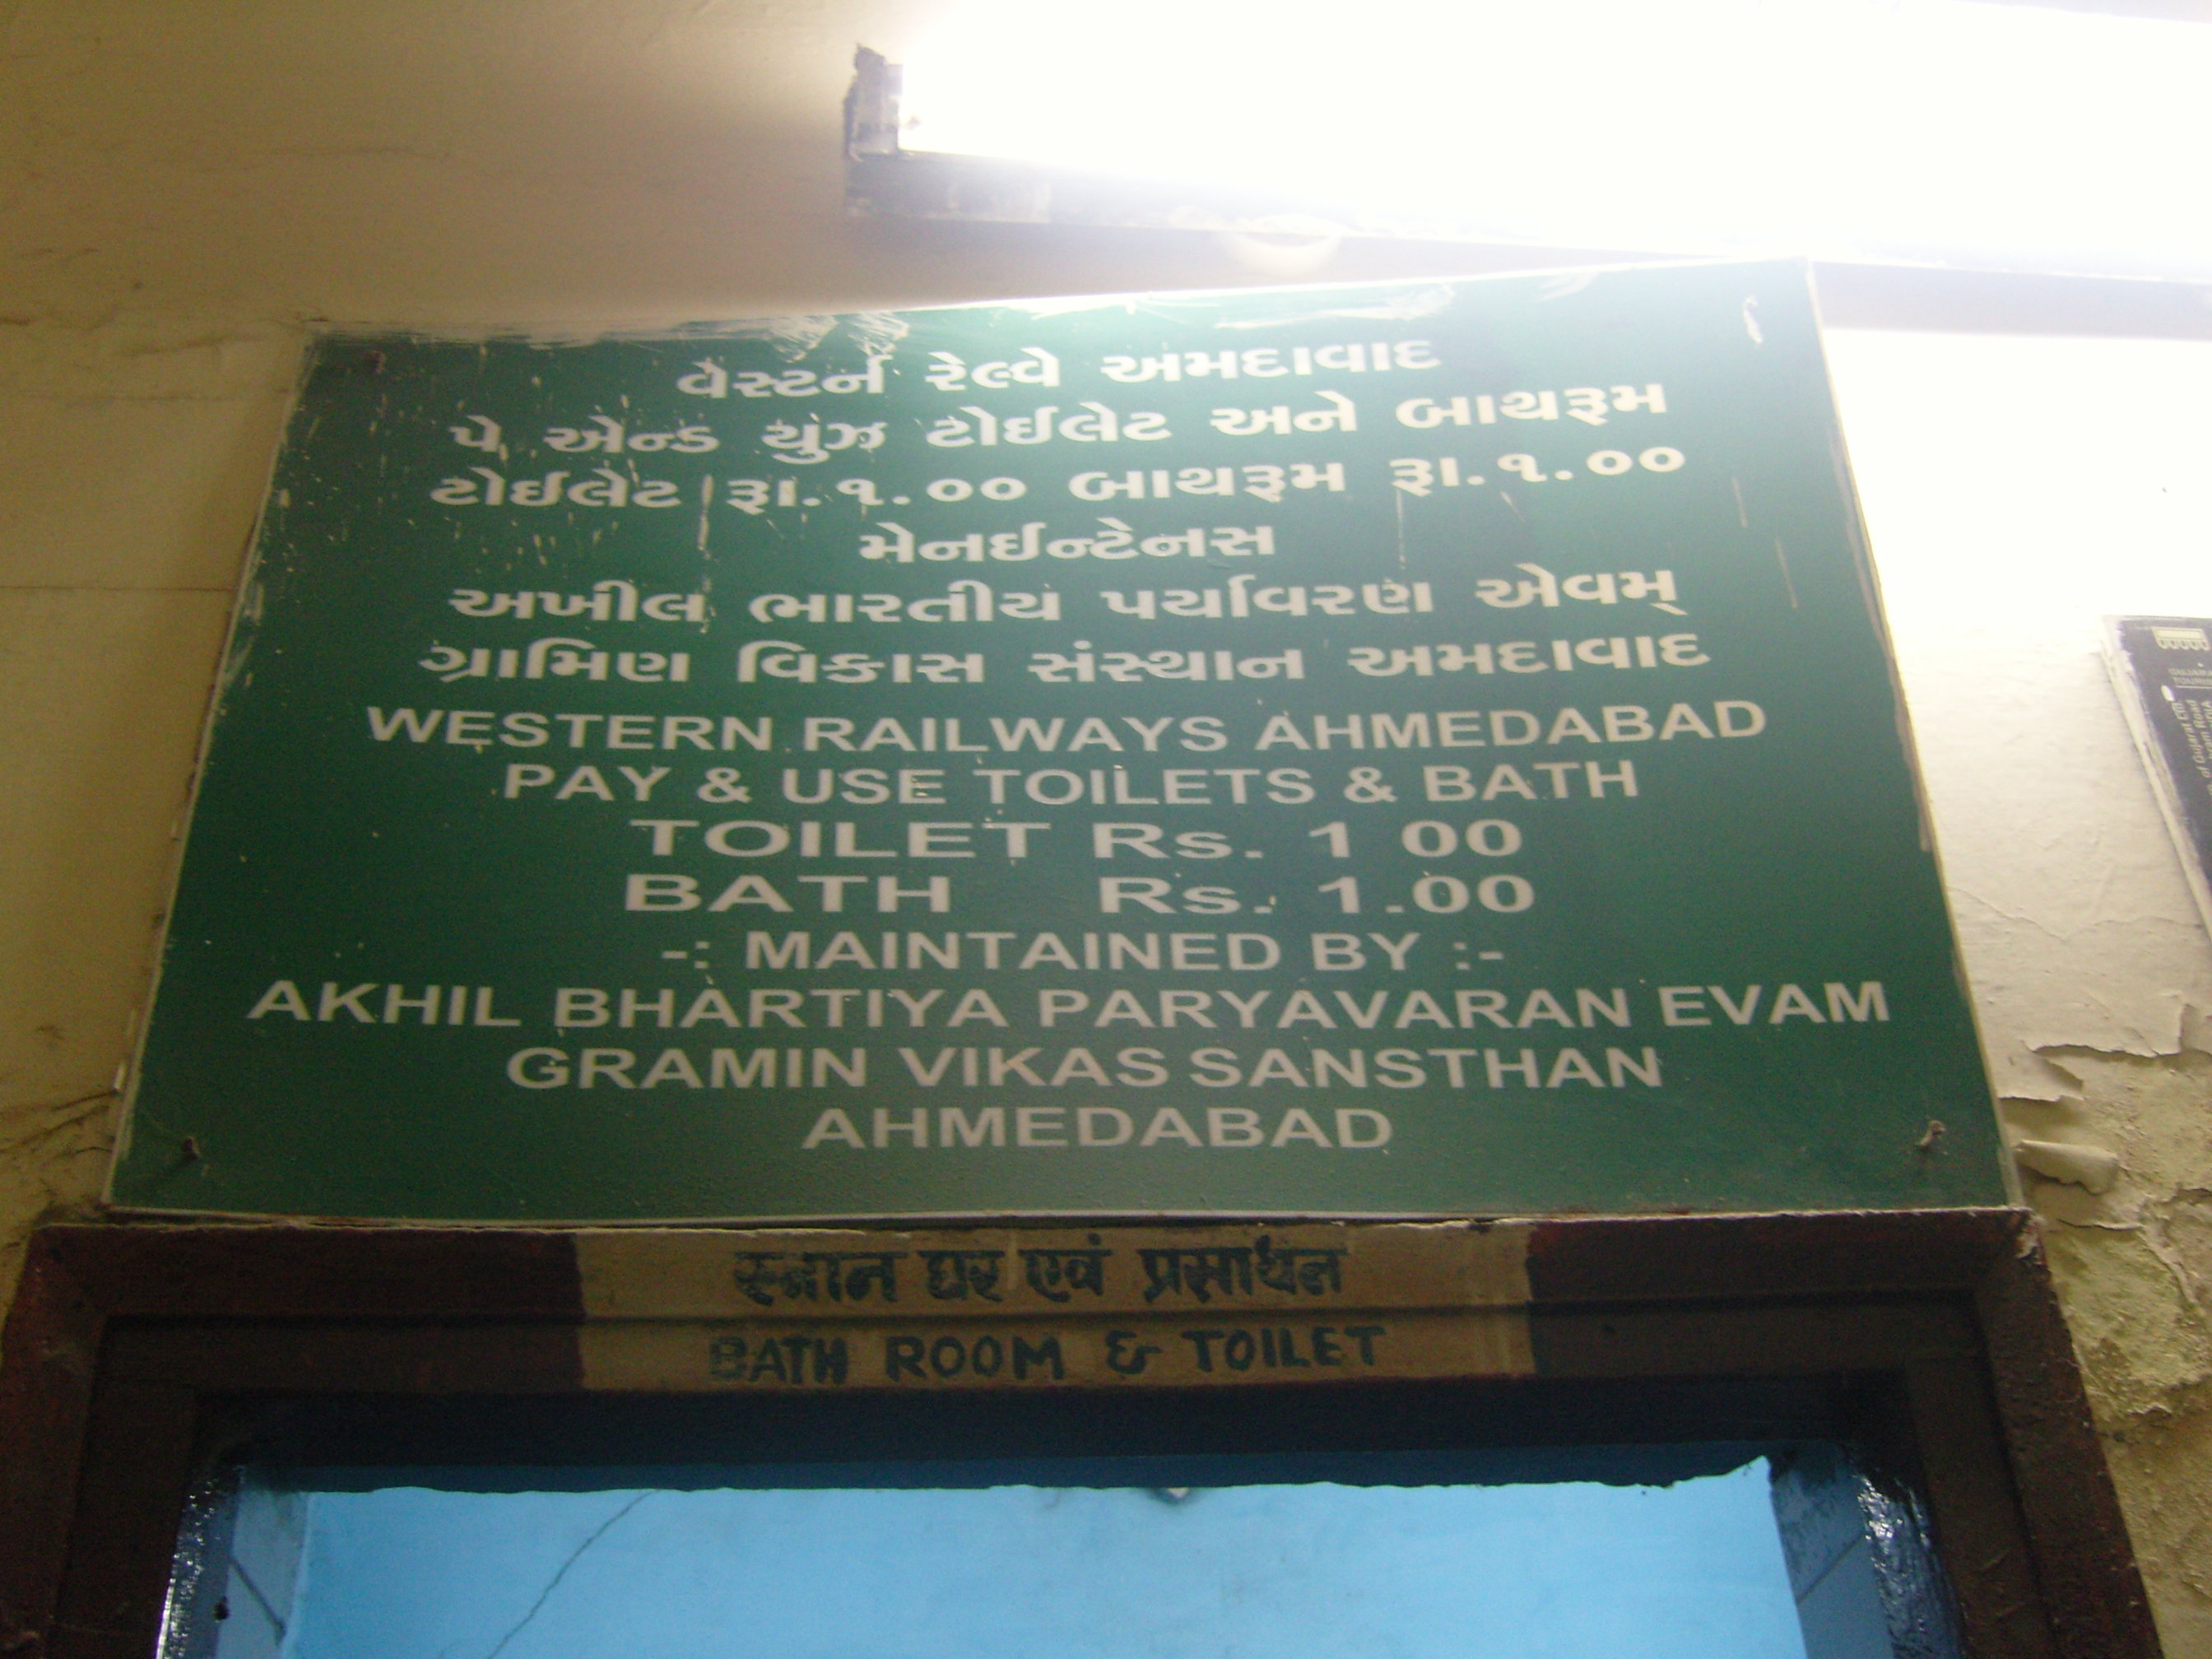 વેસ્ટર્ન રેલ્વે અમદાવાદ
પે એન્ડ યુઝ ટોઈલેટ અને બાથરૂમ
ટોઈલેટ રૂા.૧.૦૦ બાથરૂમ રૂા.૧.૦૦
મેનઈન્ટેનસ
અખીલ ભારતીય પર્યાવરણ એવમ્
ગ્રામિણ વિકાસ સંસ્થાન અમદાવાદ
WESTERN RAILWAYS AHMEDABAD
PAY & USE TOILETS & BATH
TOILET Rs. 1 00
BATH Rs. 1.00
-: MAINTAINED BY :-
AKHIL BHARTIYA PARYAVARAN EVAM
GRAMIN VIKAS SANSTHAN
AHMEDABAD
स्नान घर एवं प्रसाधन
BATH ROOM & TOILET